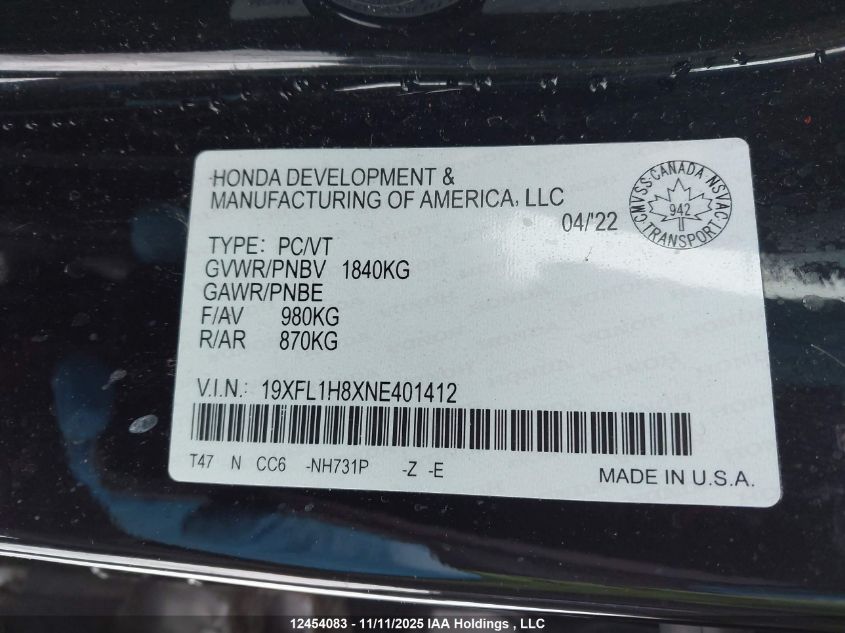 HONDA DEVELOPMENT &
MANUFACTURING OF AMERICA, LLC
04/'22
CMVSS·CANADA·NSVAC
942
TRANSPORT
TYPE: PC/VT
GVWR/PNBV 1840KG
GAWR/PNBE
F/AV 980KG
R/AR 870KG
V.I.N.: 19XFL1H8XNE401412
T47 N CC6 -NH731P -Z -E
MADE IN U.S.A.
12454083 - 11/11/2025 IAA Holdings , LLC